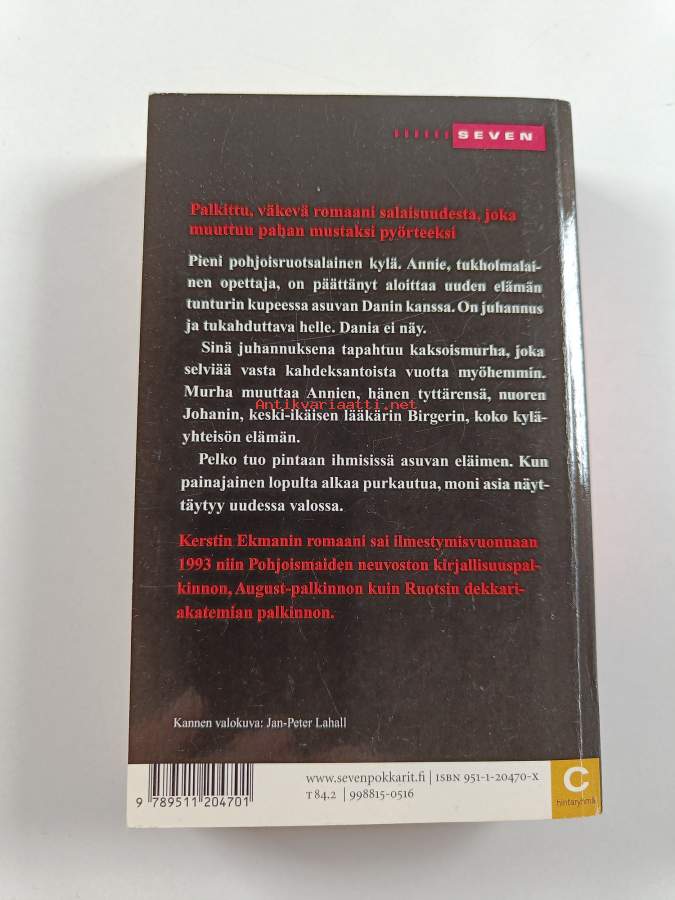 SEVEN
Palkittu, väkevä romaani salaisuudesta, joka
muuttuu pahan mustaksi pyörteeksi
Pieni pohjoisruotsalainen kylä. Annie, tukholmalai-
nen opettaja, on päättänyt aloittaa uuden elämän
tunturin kupeessa asuvan Danin kanssa. On juhannus
ja tukahduttava helle. Dania ei näy.
Sinä juhannuksena tapahtuu kaksoismurha, joka
selviää vasta kahdeksantoista vuotta myöhemmin.
Murha muuttaa Annien, hänen tyttärensä, nuoren
Antikvariaatti.net
Johanin, keski-ikäisen lääkärin Birgerin, koko kylä-
yhteisön elämän.
Pelko tuo pintaan ihmisissä asuvan eläimen. Kun
painajainen lopulta alkaa purkautua, moni asia näyt-
täytyy uudessa valossa.
Kerstin Ekmanin romaani sai ilmestymisvuonnaan
1993 niin Pohjoismaiden neuvoston kirjallisuuspal-
kinnon, August-palkinnon kuin Ruotsin dekkari-
akatemian palkinnon.
Kannen valokuva: Jan-Peter Lahall
www.sevenpokkarit.fi | ISBN 951-1-20470-X
T 84.2 | 998815-0516
9 789511 204701
C
hintaryhmä